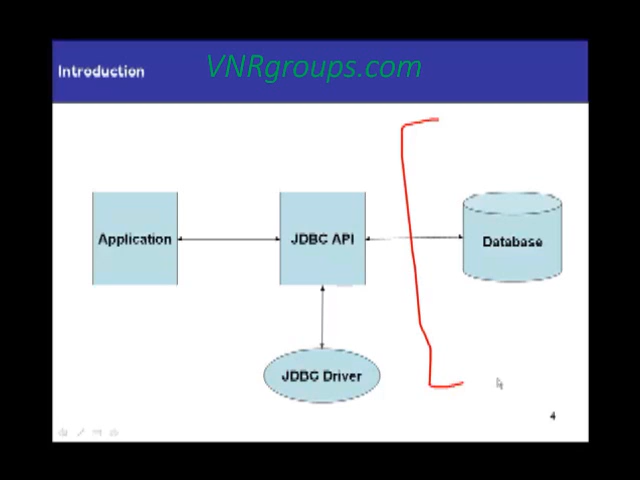 Introduction
VNRgroups.com
Application
JDBC API
Database
JDBC Driver
4